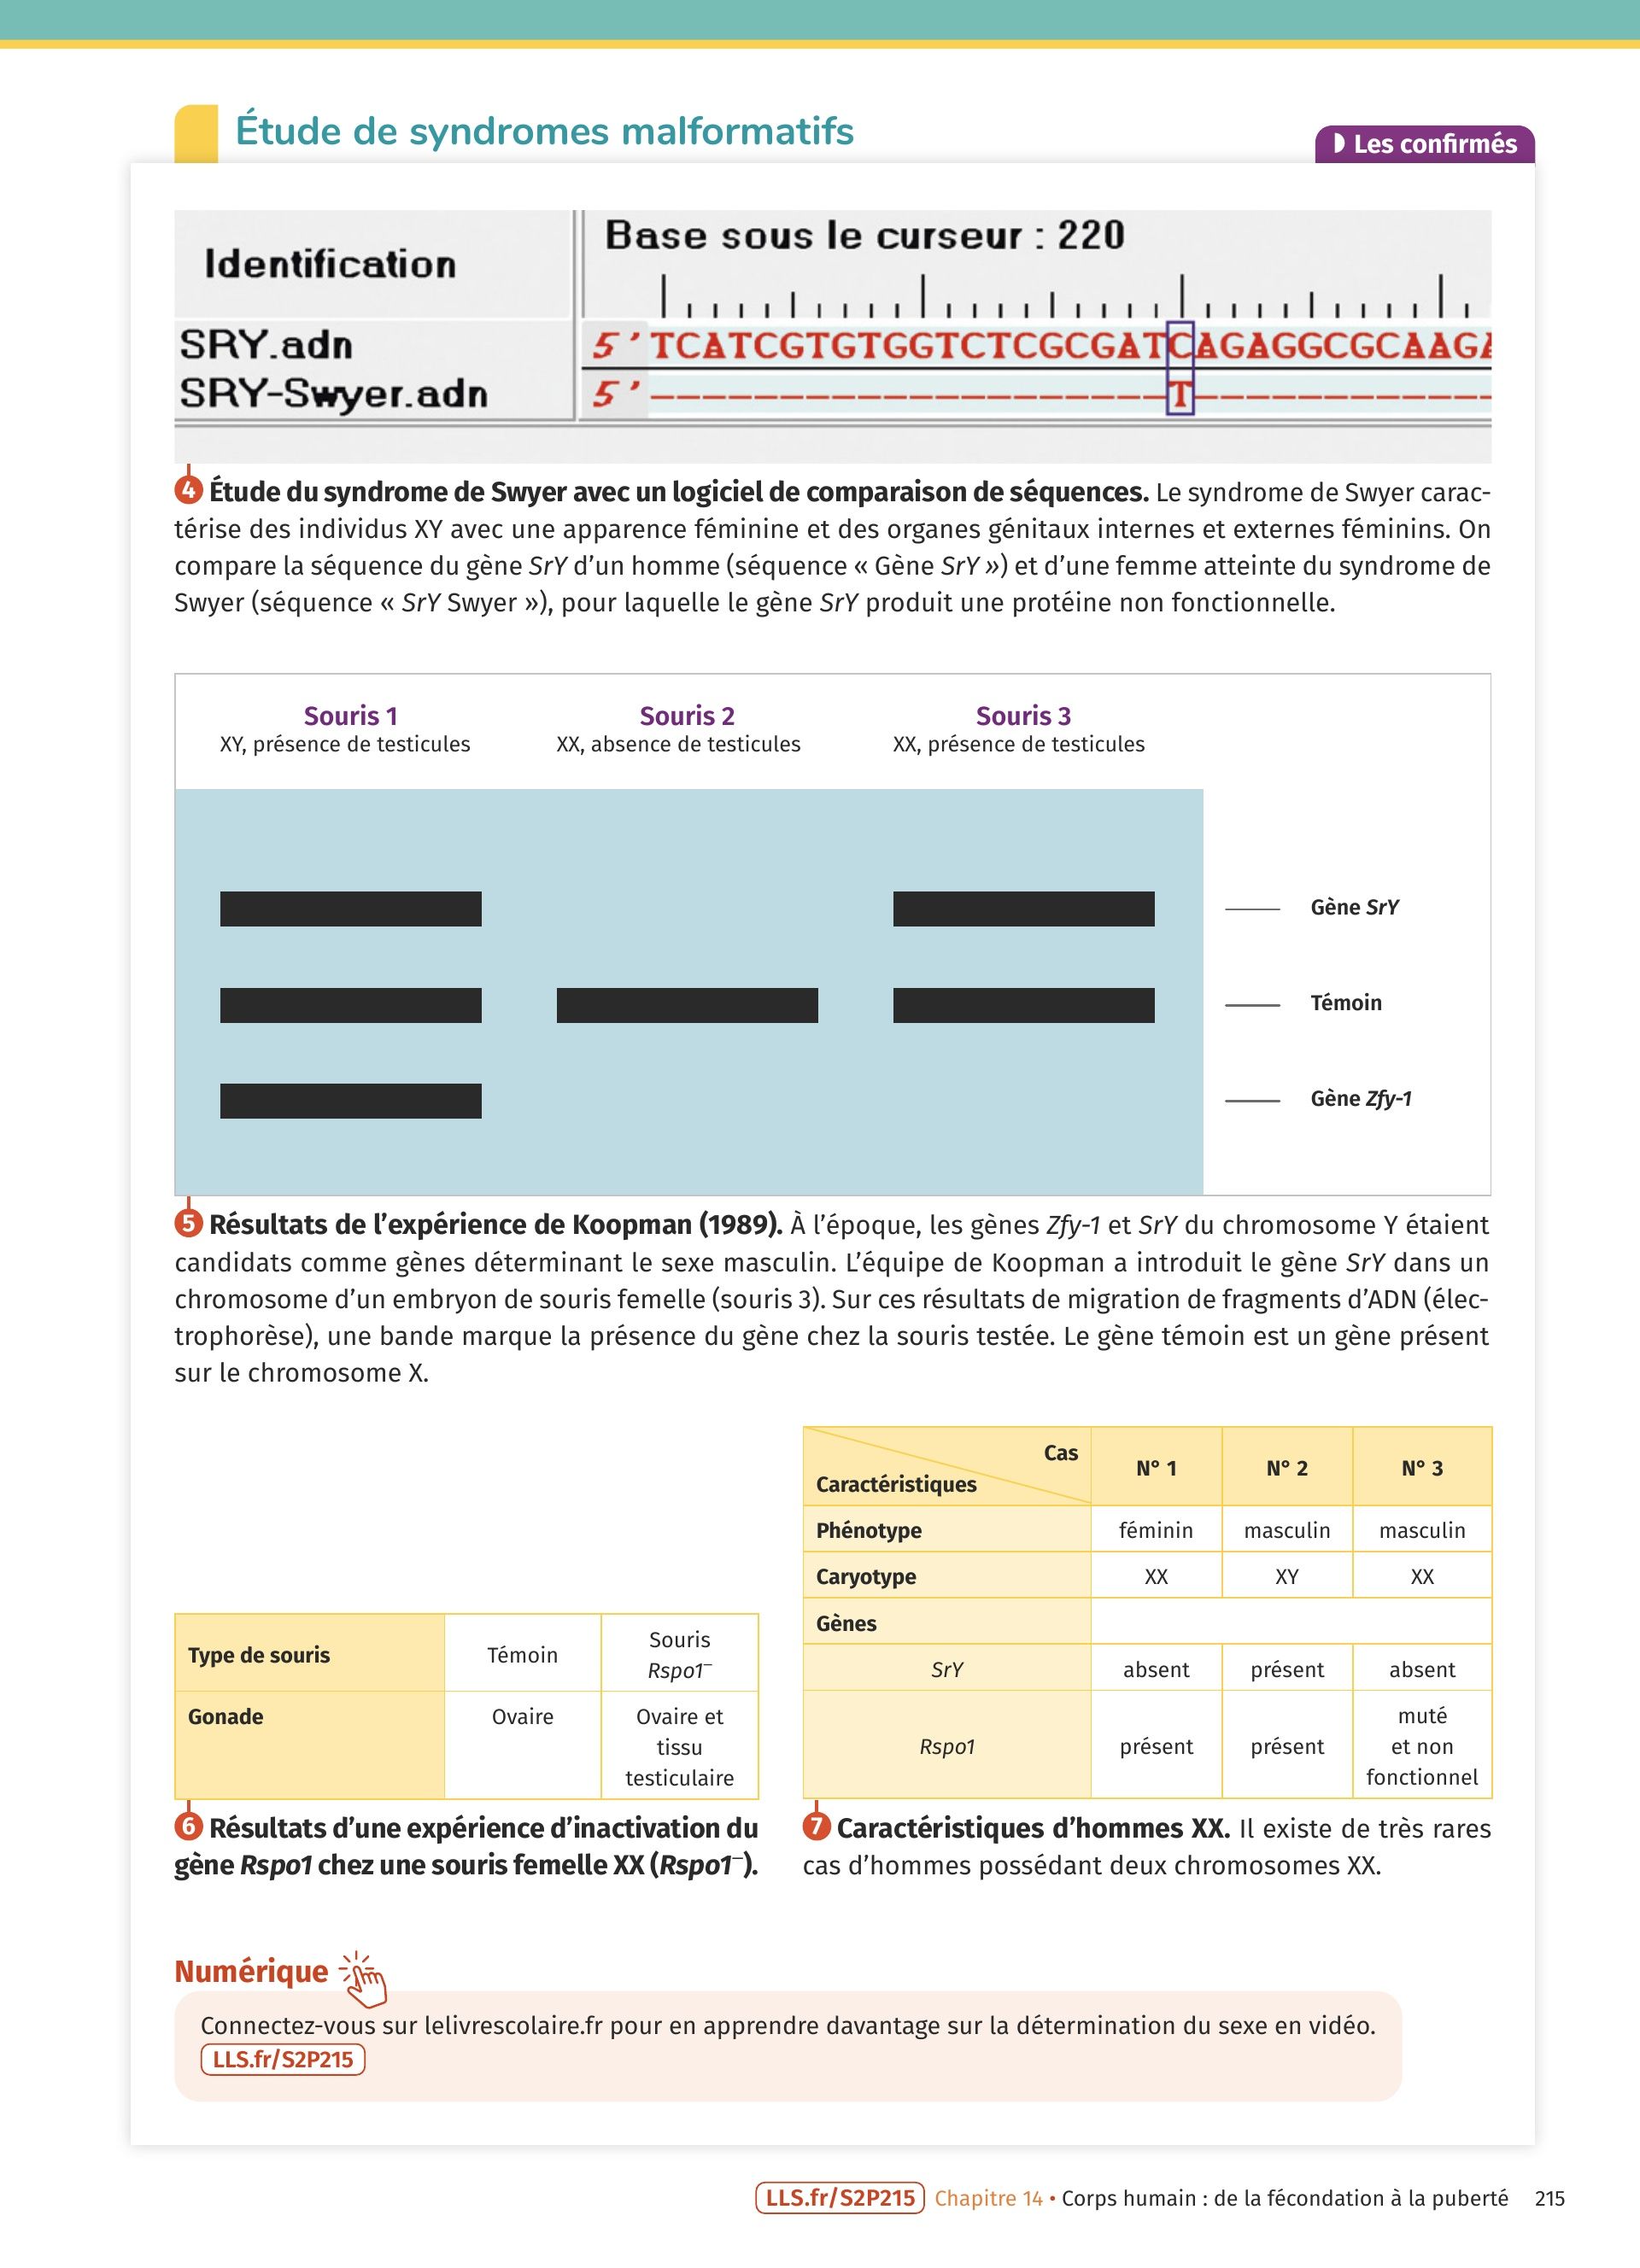 Étude de syndromes malformatifs
Les confirmés
Identification
Base sous le curseur : 220
SRY.adn
5' TCATCGTGTGGTCTCGCGATCAGAGGCGCAAGA
SRY-Swyer.adn
5' --------------------T------------
4 Étude du syndrome de Swyer avec un logiciel de comparaison de séquences. Le syndrome de Swyer carac-
térise des individus XY avec une apparence féminine et des organes génitaux internes et externes féminins. On
compare la séquence du gène SrY d'un homme (séquence « Gène SrY ») et d'une femme atteinte du syndrome de
Swyer (séquence « SrY Swyer »), pour laquelle le gène SrY produit une protéine non fonctionnelle.
Souris 1
XY, présence de testicules
Souris 2
XX, absence de testicules
Souris 3
XX, présence de testicules
Gène SrY
Témoin
Gène Zfy-1
5 Résultats de l'expérience de Koopman (1989). À l'époque, les gènes Zfy-1 et SrY du chromosome Y étaient
candidats comme gènes déterminant le sexe masculin. L'équipe de Koopman a introduit le gène SrY dans un
chromosome d'un embryon de souris femelle (souris 3). Sur ces résultats de migration de fragments d'ADN (élec-
trophorèse), une bande marque la présence du gène chez la souris testée. Le gène témoin est un gène présent
sur le chromosome X.
Type de souris
Témoin
Souris
Rspo1–
Gonade
Ovaire
Ovaire et
tissu
testiculaire
6 Résultats d'une expérience d'inactivation du
gène Rspo1 chez une souris femelle XX (Rspo1–).
Cas
Caractéristiques
N° 1
N° 2
N° 3
Phénotype
féminin
masculin
masculin
Caryotype
XX
XY
XX
Gènes
SrY
absent
présent
absent
Rspo1
présent
présent
muté
et non
fonctionnel
7 Caractéristiques d'hommes XX. Il existe de très rares
cas d'hommes possédant deux chromosomes XX.
Numérique
Connectez-vous sur lelivrescolaire.fr pour en apprendre davantage sur la détermination du sexe en vidéo.
LLS.fr/S2P215
LLS.fr/S2P215 Chapitre 14 • Corps humain : de la fécondation à la puberté 215